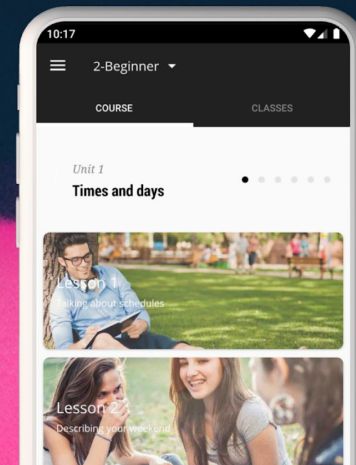 10:17
2-Beginner
COURSE
CLASSES
Unit 1
Times and days
Lesson 1
Talking about schedules
Lesson 2
Describing your weekend